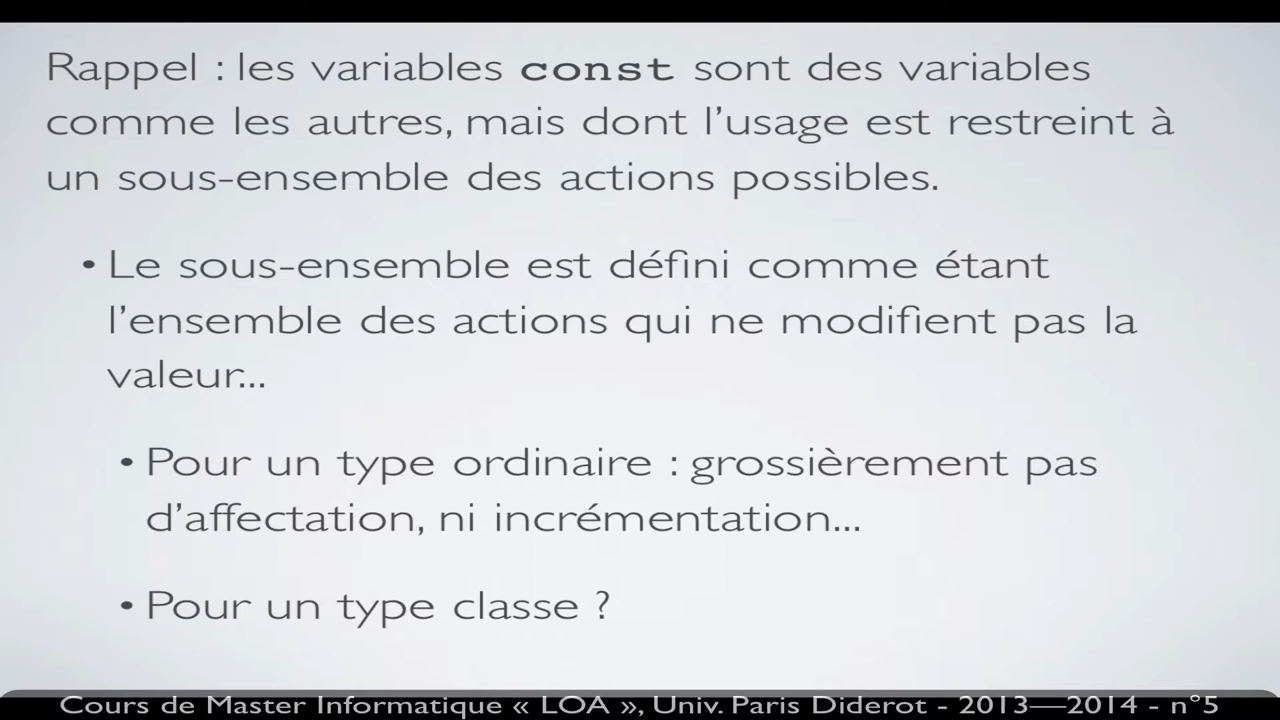 Rappel : les variables const sont des variables
comme les autres, mais dont l’usage est restreint à
un sous-ensemble des actions possibles.
• Le sous-ensemble est défini comme étant
l’ensemble des actions qui ne modifient pas la
valeur...
• Pour un type ordinaire : grossièrement pas
d’affectation, ni incrémentation...
• Pour un type classe ?
Cours de Master Informatique « LOA », Univ. Paris Diderot - 2013—2014 - n°5